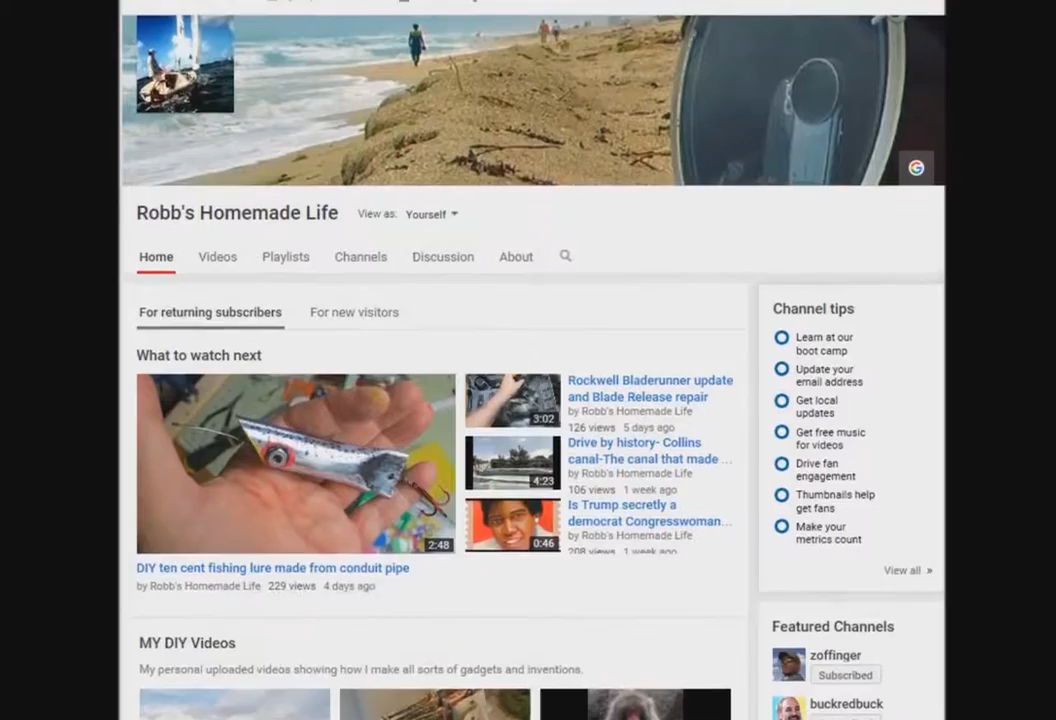 Robb's Homemade Life View as: Yourself
Home Videos Playlists Channels Discussion About
For returning subscribers For new visitors
What to watch next
2:48
DIY ten cent fishing lure made from conduit pipe
by Robb's Homemade Life 229 views 4 days ago
3:02
Rockwell Bladerunner update
and Blade Release repair
by Robb's Homemade Life
126 views 5 days ago
4:23
Drive by history- Collins
canal-The canal that made ...
by Robb's Homemade Life
106 views 1 week ago
0:46
Is Trump secretly a
democrat Congresswoman...
by Robb's Homemade Life
208 views 1 week ago
MY DIY Videos
My personal uploaded videos showing how I make all sorts of gadgets and inventions.
Channel tips
Learn at our
boot camp
Update your
email address
Get local
updates
Get free music
for videos
Drive fan
engagement
Thumbnails help
get fans
Make your
metrics count
View all »
Featured Channels
zoffinger
Subscribed
buckredbuck